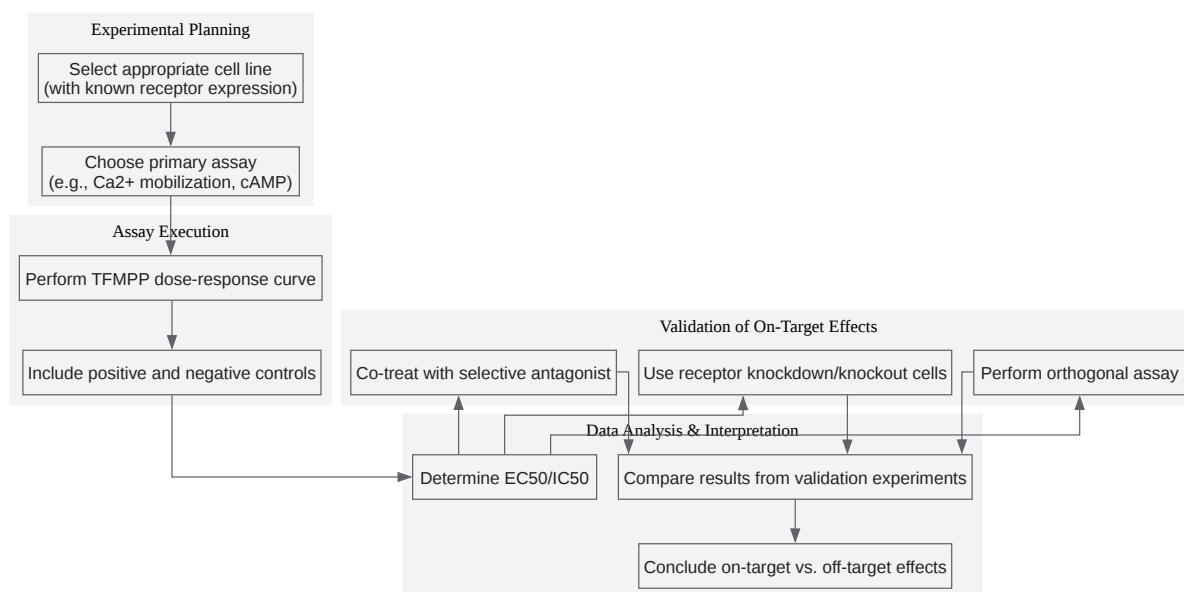 Experimental Planning
Select appropriate cell line
(with known receptor expression)
Choose primary assay
(e.g., Ca2+ mobilization, cAMP)
Assay Execution
Perform TFMPP dose-response curve
Include positive and negative controls
Validation of On-Target Effects
Co-treat with selective antagonist
Use receptor knockdown/knockout cells
Perform orthogonal assay
Data Analysis & Interpretation
Determine EC50/IC50
Compare results from validation experiments
Conclude on-target vs. off-target effects